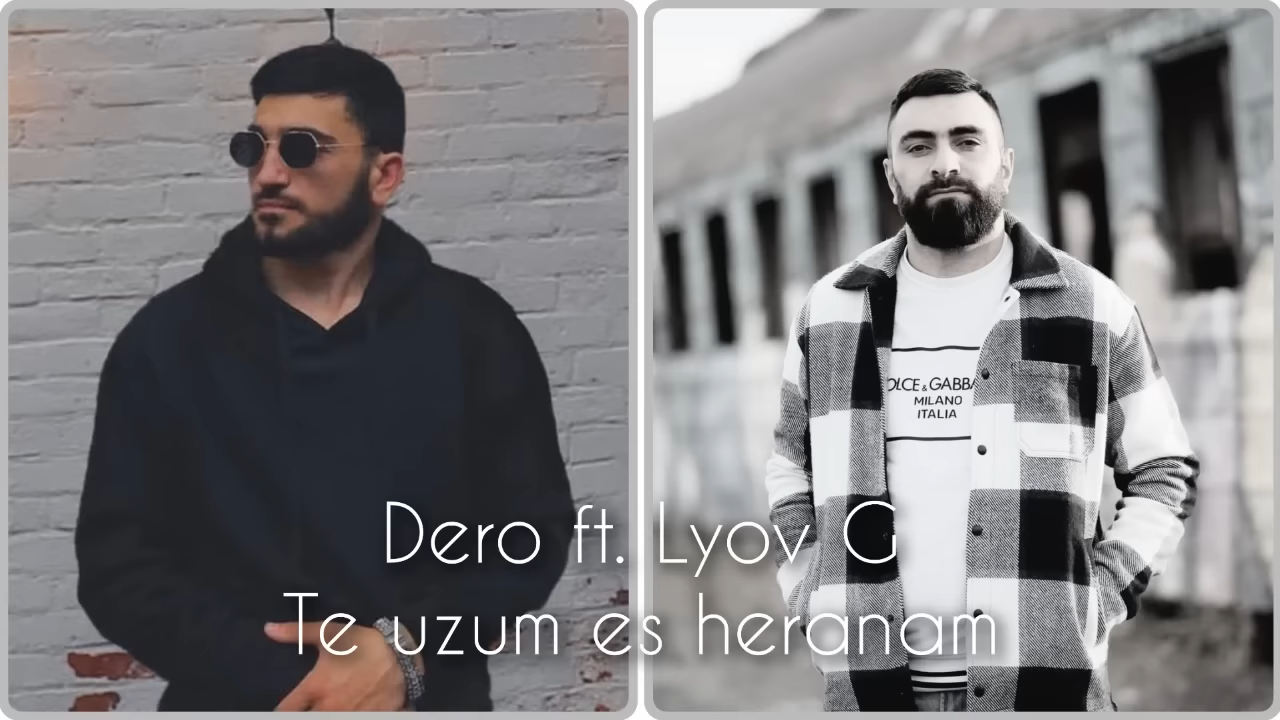 Dero ft. Lyov G
Te uzum es heranam
OLCE & GABBA
MILANO
ITALIA